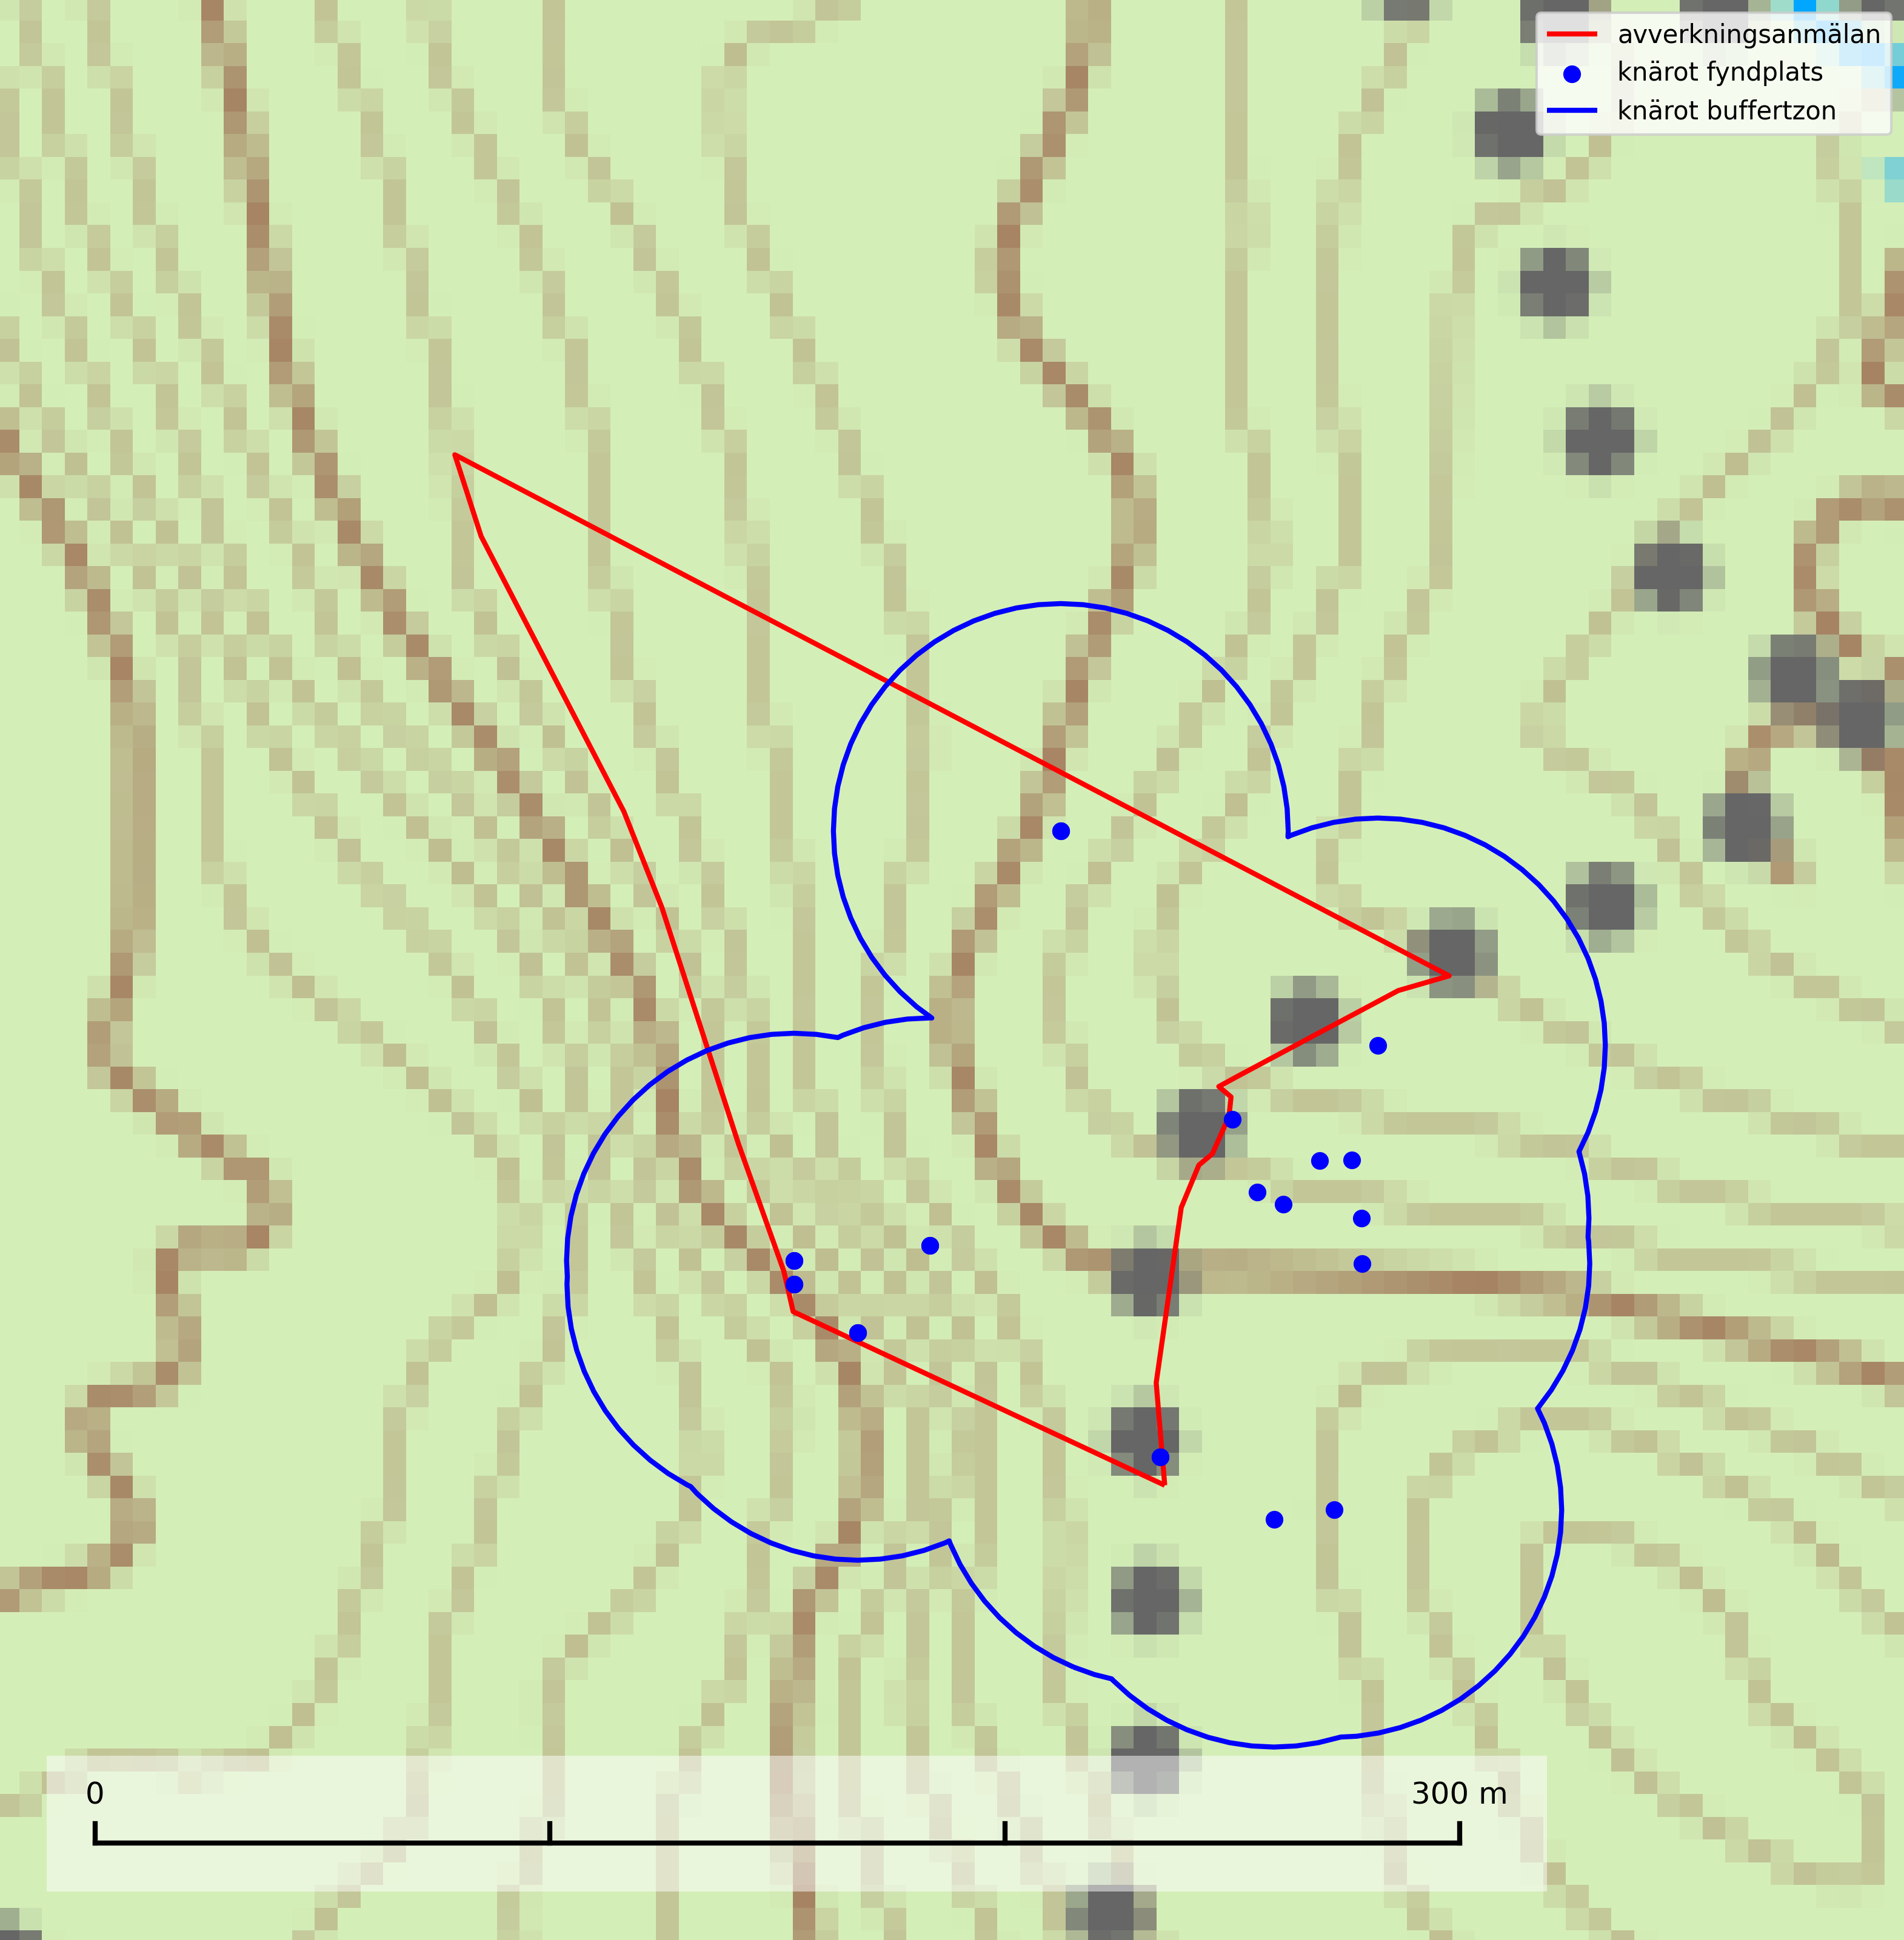 avverkningsanmälan
knärot fyndplats
knärot buffertzon
0
300 m